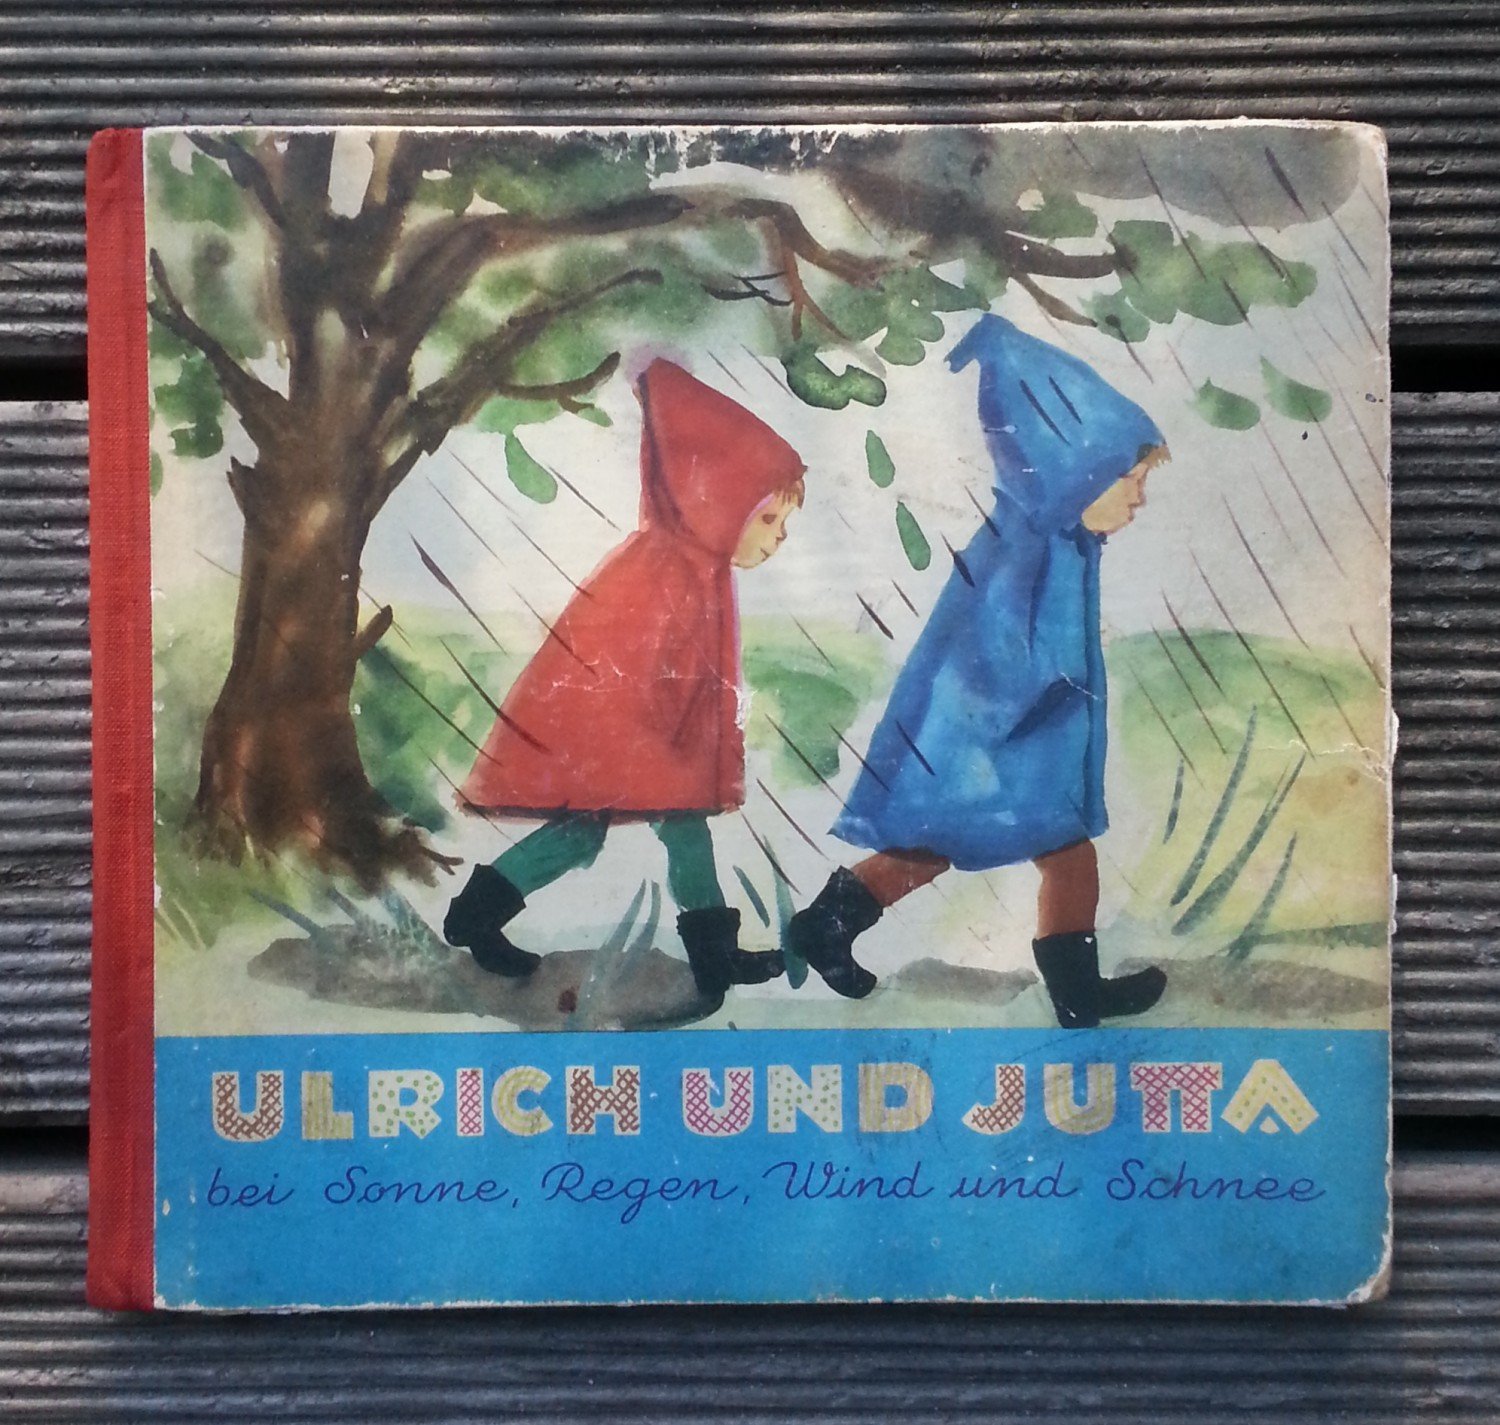 ULRICH UND JUTTA
bei Sonne, Regen, Wind und Schnee